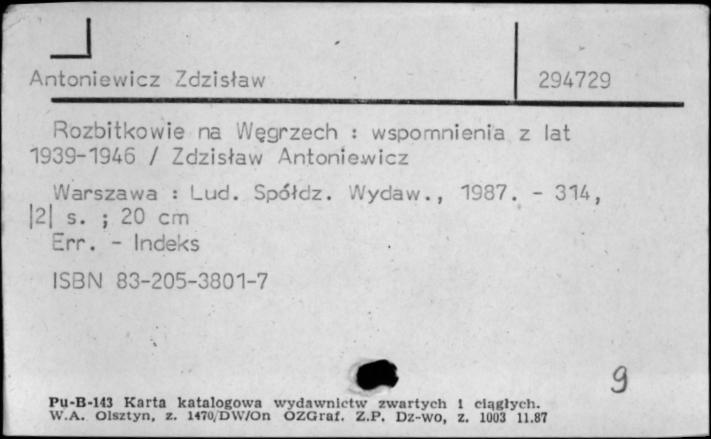 Antoniewicz Zdzisław 294729
Rozbitkowie na Węgrzech : wspomnienia z lat
1939-1946 / Zdzisław Antoniewicz
Warszawa : Lud. Spółdz. Wydaw., 1987. - 314,
|2| s. ; 20 cm
Err. - Indeks
ISBN 83-205-3801-7
9
Pu-B-143 Karta katalogowa wydawnictw zwartych i ciągłych.
W.A. Olsztyn, z. 1470/DW/On OZGraf. Z.P. Dz-wo, z. 1003 11.87